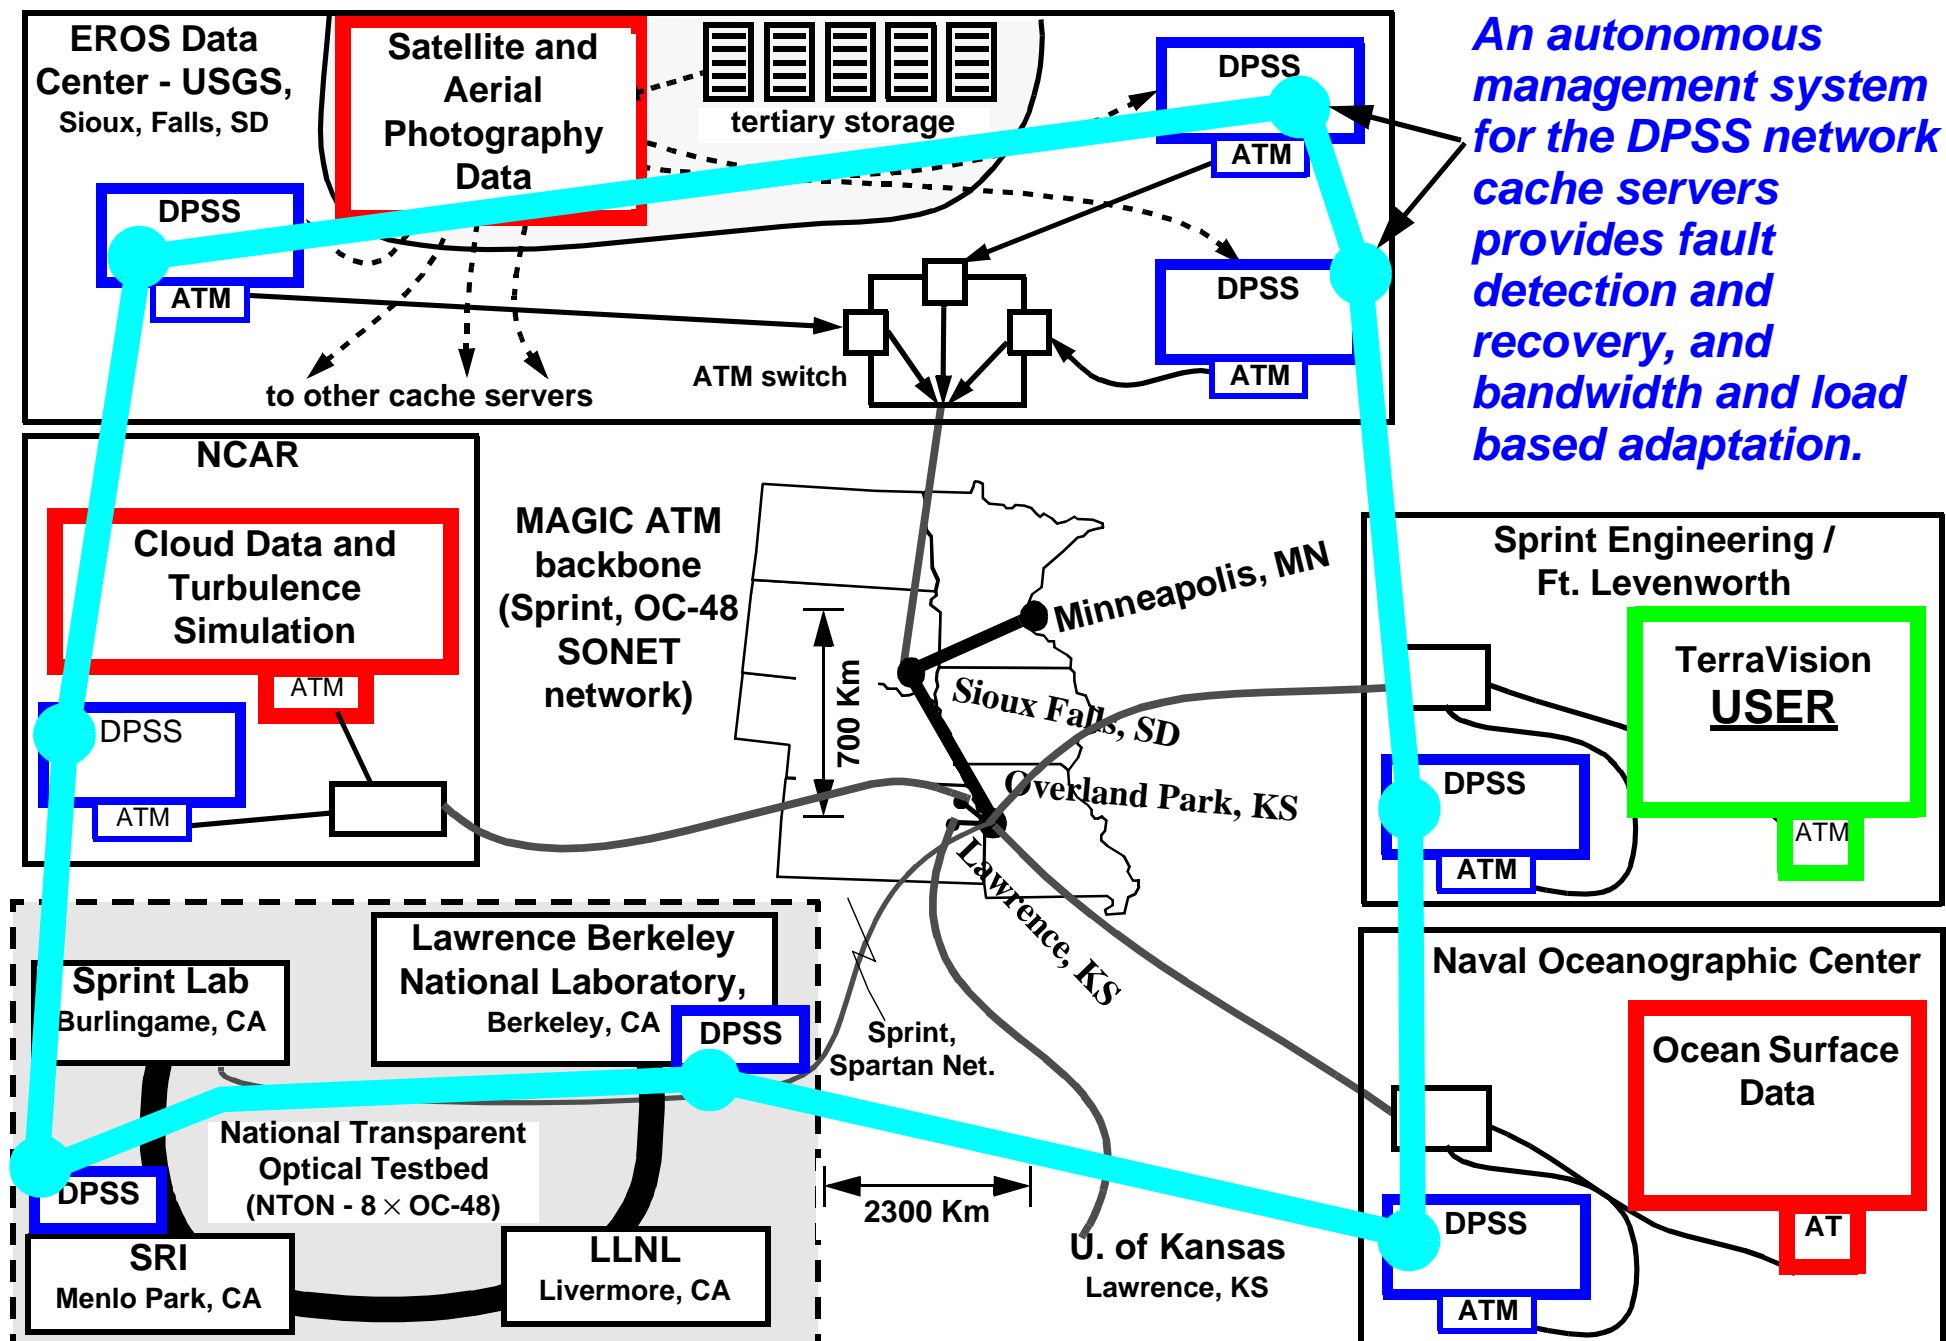 EROS Data
Center - USGS,
Sioux, Falls, SD
Satellite and
Aerial
Photography
Data
tertiary storage
DPSS
ATM
DPSS
ATM
DPSS
ATM
ATM switch
to other cache servers
An autonomous
management system
for the DPSS network
cache servers
provides fault
detection and
recovery, and
bandwidth and load
based adaptation.
NCAR
Cloud Data and
Turbulence
Simulation
ATM
DPSS
ATM
MAGIC ATM
backbone
(Sprint, OC-48
SONET
network)
700 Km
Minneapolis, MN
Sioux Falls, SD
Overland Park, KS
Lawrence, KS
Sprint Engineering /
Ft. Levenworth
TerraVision
USER
ATM
DPSS
ATM
Sprint Lab
Burlingame, CA
Lawrence Berkeley
National Laboratory,
Berkeley, CA
DPSS
National Transparent
Optical Testbed
(NTON - 8 × OC-48)
DPSS
SRI
Menlo Park, CA
LLNL
Livermore, CA
Sprint,
Spartan Net.
2300 Km
U. of Kansas
Lawrence, KS
Naval Oceanographic Center
Ocean Surface
Data
AT
DPSS
ATM